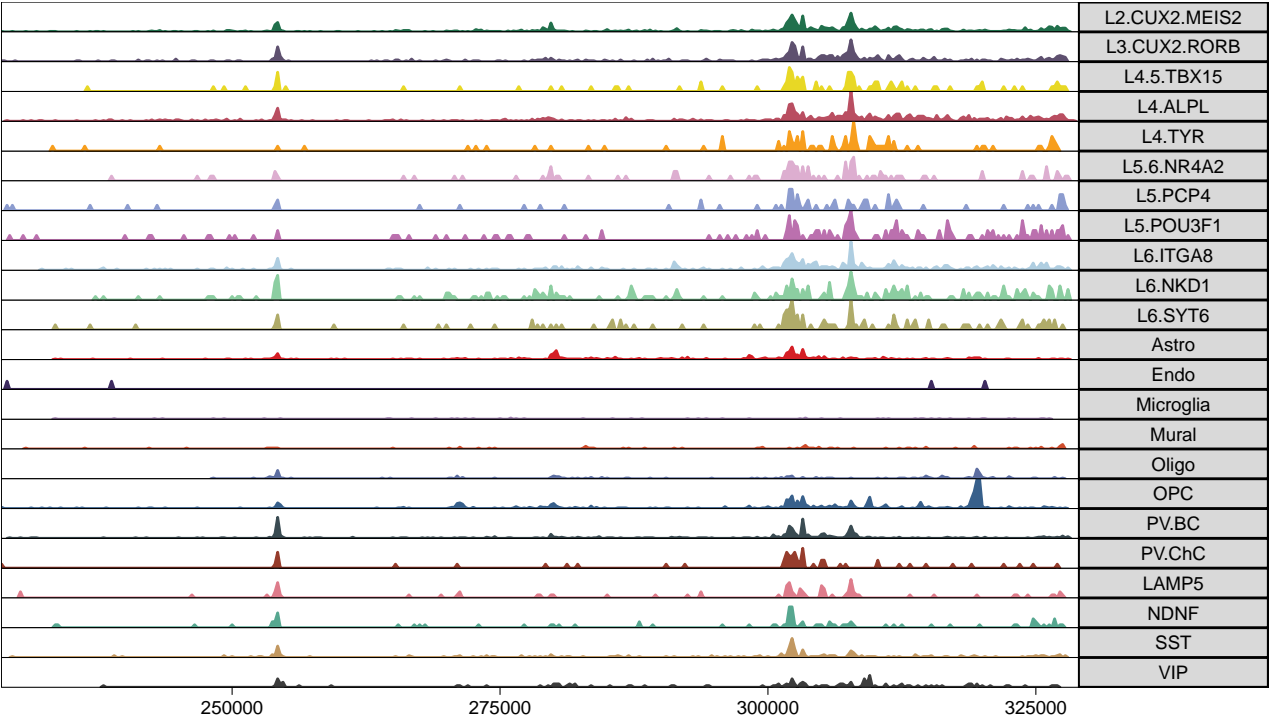 L2.CUX2.MEIS2
L3.CUX2.RORB
L4.5.TBX15
L4.ALPL
L4.TYR
L5.6.NR4A2
L5.PCP4
L5.POU3F1
L6.ITGA8
L6.NKD1
L6.SYT6
Astro
Endo
Microglia
Mural
Oligo
OPC
PV.BC
PV.ChC
LAMP5
NDNF
SST
VIP
250000 275000 300000 325000